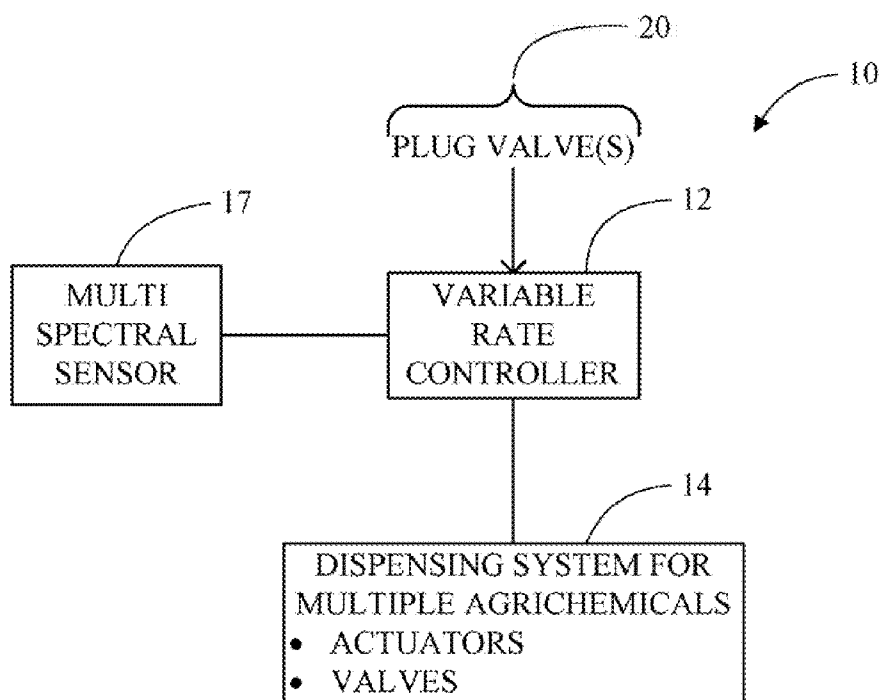 20
10
PLUG VALVE(S)
17
12
MULTI
SPECTRAL
SENSOR
VARIABLE
RATE
CONTROLLER
14
DISPENSING SYSTEM FOR
MULTIPLE AGRICHEMICALS
• ACTUATORS
• VALVES